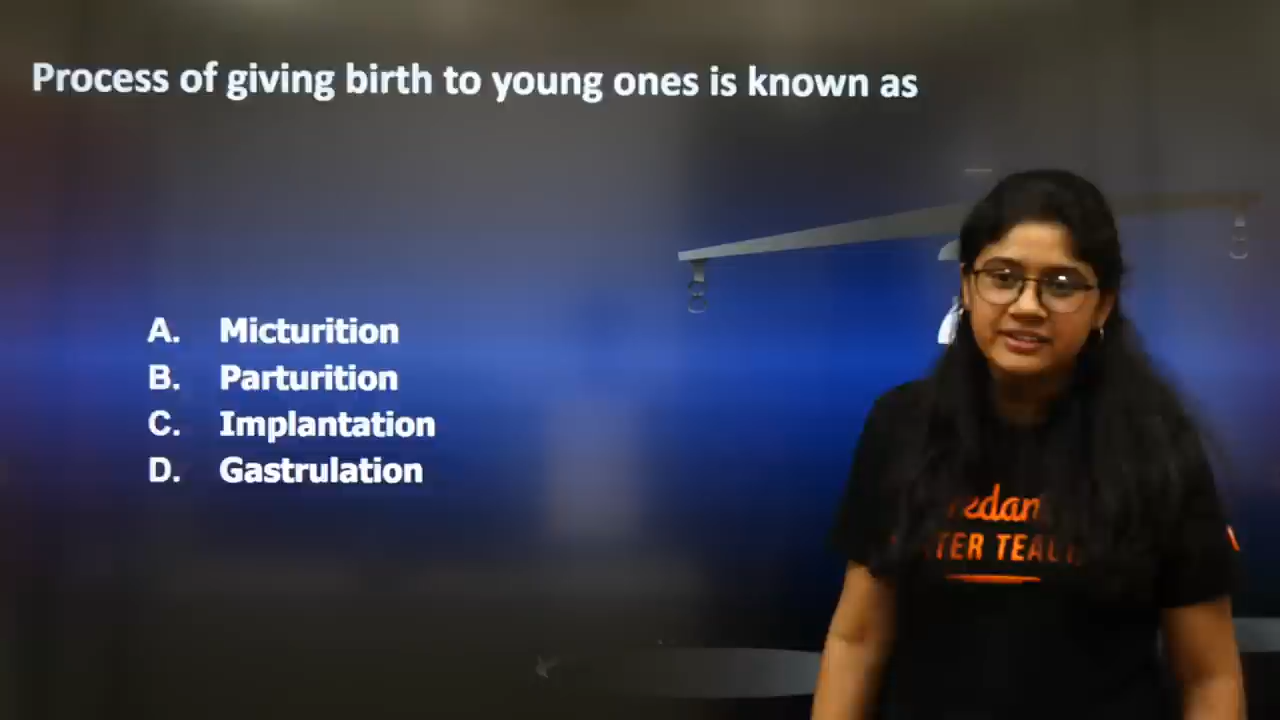 Process of giving birth to young ones is known as
A. Micturition
B. Parturition
C. Implantation
D. Gastrulation